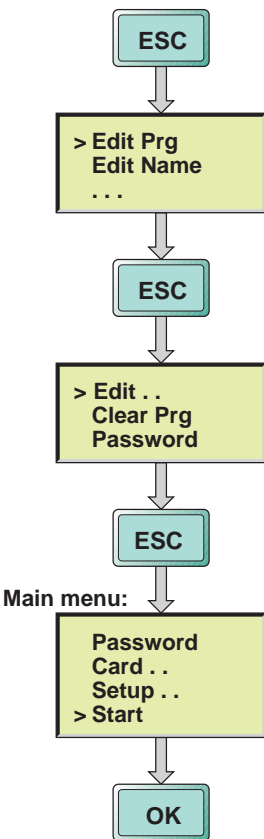 ESC
> Edit Prg
Edit Name
. . .
ESC
> Edit . .
Clear Prg
Password
ESC
Main menu:
Password
Card . .
Setup . .
> Start
OK